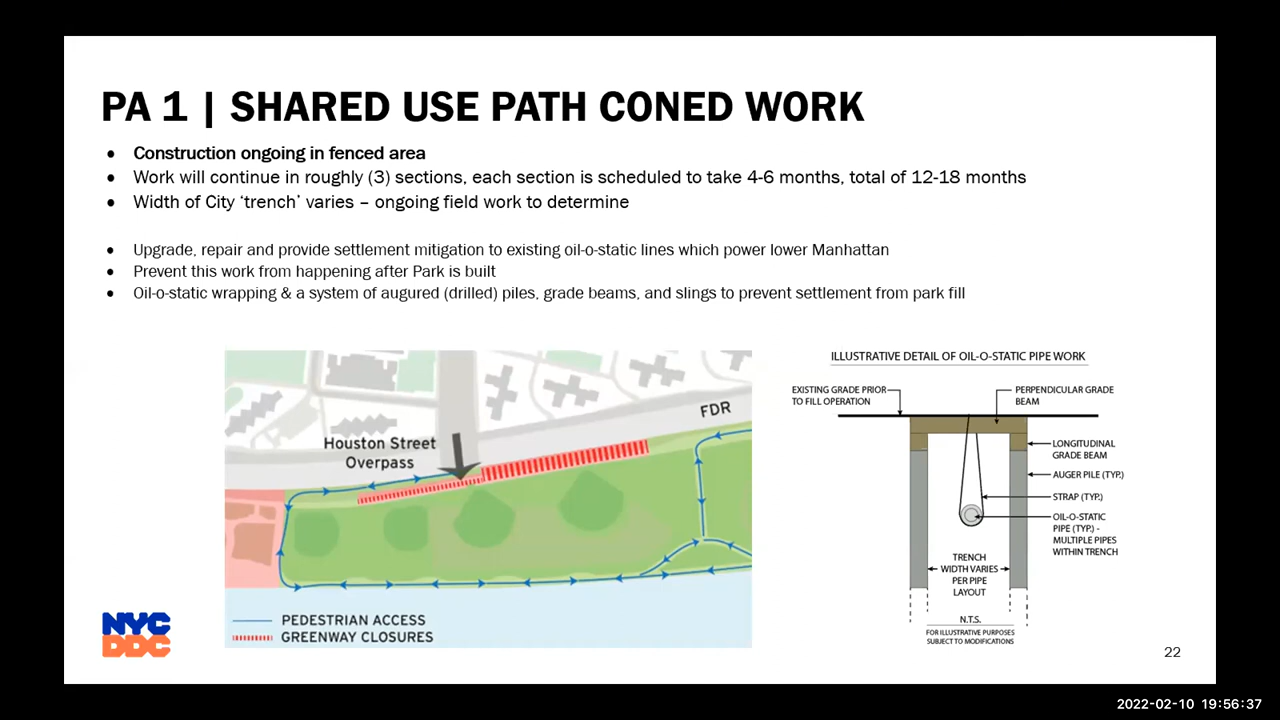 PA 1 | SHARED USE PATH CONED WORK
● Construction ongoing in fenced area
● Work will continue in roughly (3) sections, each section is scheduled to take 4-6 months, total of 12-18 months
● Width of City ‘trench’ varies – ongoing field work to determine
● Upgrade, repair and provide settlement mitigation to existing oil-o-static lines which power lower Manhattan
● Prevent this work from happening after Park is built
● Oil-o-static wrapping & a system of augured (drilled) piles, grade beams, and slings to prevent settlement from park fill
FDR
Houston Street
Overpass
PEDESTRIAN ACCESS
GREENWAY CLOSURES
ILLUSTRATIVE DETAIL OF OIL-O-STATIC PIPE WORK
EXISTING GRADE PRIOR
TO FILL OPERATION
PERPENDICULAR GRADE
BEAM
LONGITUDINAL
GRADE BEAM
AUGER PILE (TYP.)
STRAP (TYP.)
OIL-O-STATIC
PIPE (TYP.) -
MULTIPLE PIPES
WITHIN TRENCH
TRENCH
WIDTH VARIES
PER PIPE
LAYOUT
N.T.S.
FOR ILLUSTRATIVE PURPOSES
SUBJECT TO MODIFICATIONS
NYC
DDC
22
2022-02-10 19:56:37